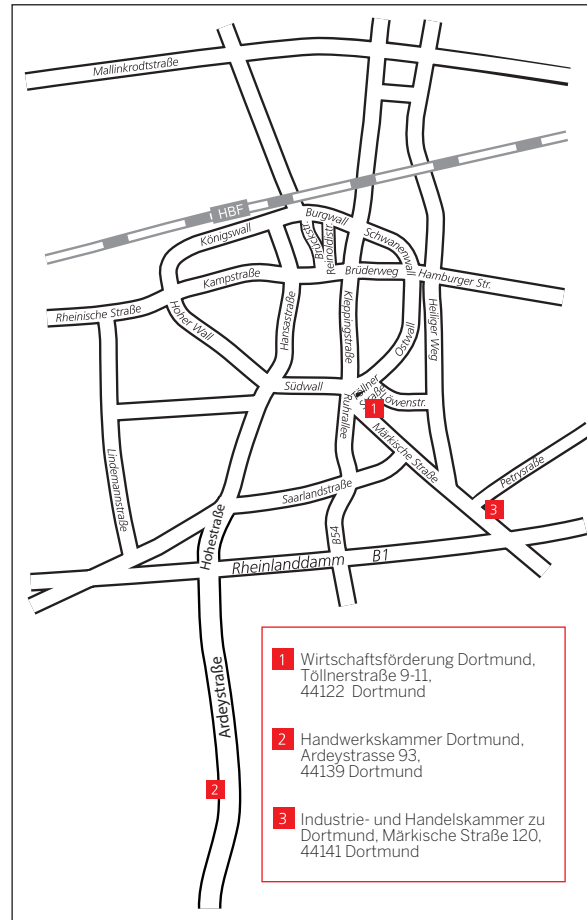 Mallinkrodtstraße
HBF
Burgwall
Königswall
Brückstr.
Reinoldistr.
Schwanenwall
Kampstraße
Brüderweg
Hamburger Str.
Rheinische Straße
Hoher Wall
Hansastraße
Kleppingstraße
Ostwall
Heiliger Weg
Südwall
Töllner
Straße
Löwenstr.
1
Ruhrallee
Märkische Straße
Lindemannstraße
Petrysraße
Saarlandstraße
3
Hohestraße
B54
Rheinlanddamm B1
Ardeystraße
2
1 Wirtschaftsförderung Dortmund,
Töllnerstraße 9-11,
44122 Dortmund
2 Handwerkskammer Dortmund,
Ardeystrasse 93,
44139 Dortmund
3 Industrie- und Handelskammer zu
Dortmund, Märkische Straße 120,
44141 Dortmund